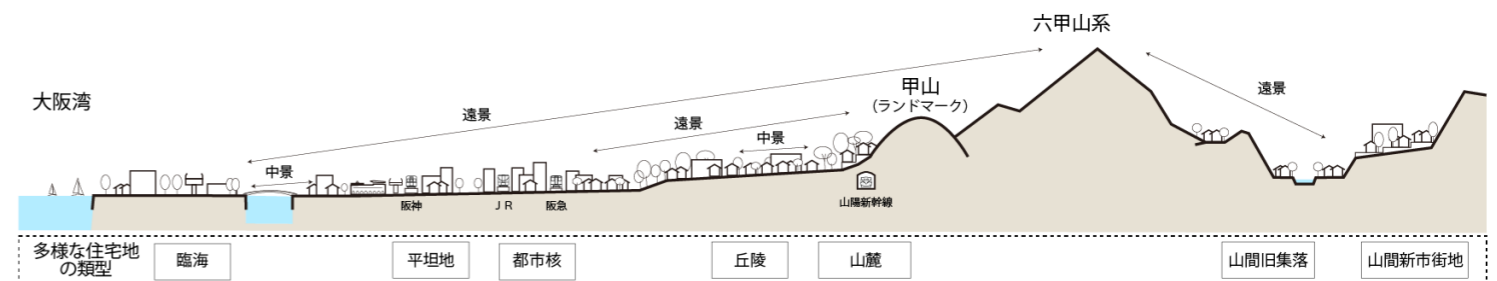 六甲山系
甲山
（ランドマーク）
大阪湾
遠景
遠景
遠景
中景
中景
阪神
ＪＲ
阪急
山陽新幹線
多様な住宅地
の類型
臨海
平坦地
都市核
丘陵
山麓
山間旧集落
山間新市街地